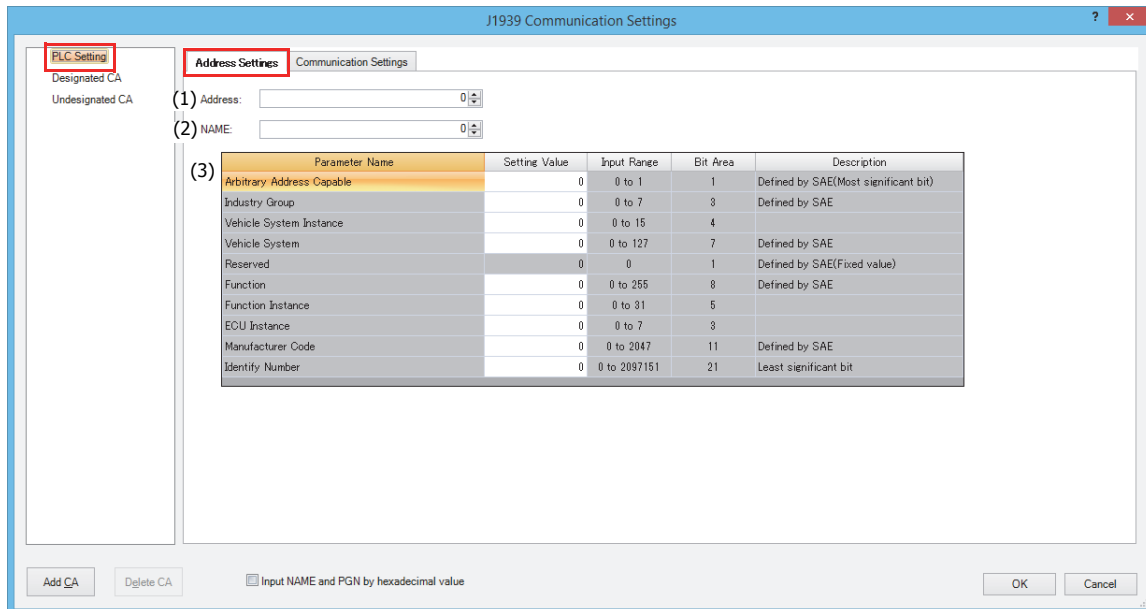 J1939 Communication Settings
? ×
PLC Setting
Designated CA
Undesignated CA
Address Settings Communication Settings
(1) Address: 0
(2) NAME: 0
(3)
Parameter Name Setting Value Input Range Bit Area Description
Arbitrary Address Capable 0 0 to 1 1 Defined by SAE(Most significant bit)
Industry Group 0 0 to 7 3 Defined by SAE
Vehicle System Instance 0 0 to 15 4
Vehicle System 0 0 to 127 7 Defined by SAE
Reserved 0 0 1 Defined by SAE(Fixed value)
Function 0 0 to 255 8 Defined by SAE
Function Instance 0 0 to 31 5
ECU Instance 0 0 to 7 3
Manufacturer Code 0 0 to 2047 11 Defined by SAE
Identify Number 0 0 to 2097151 21 Least significant bit
Add CA Delete CA Input NAME and PGN by hexadecimal value OK Cancel